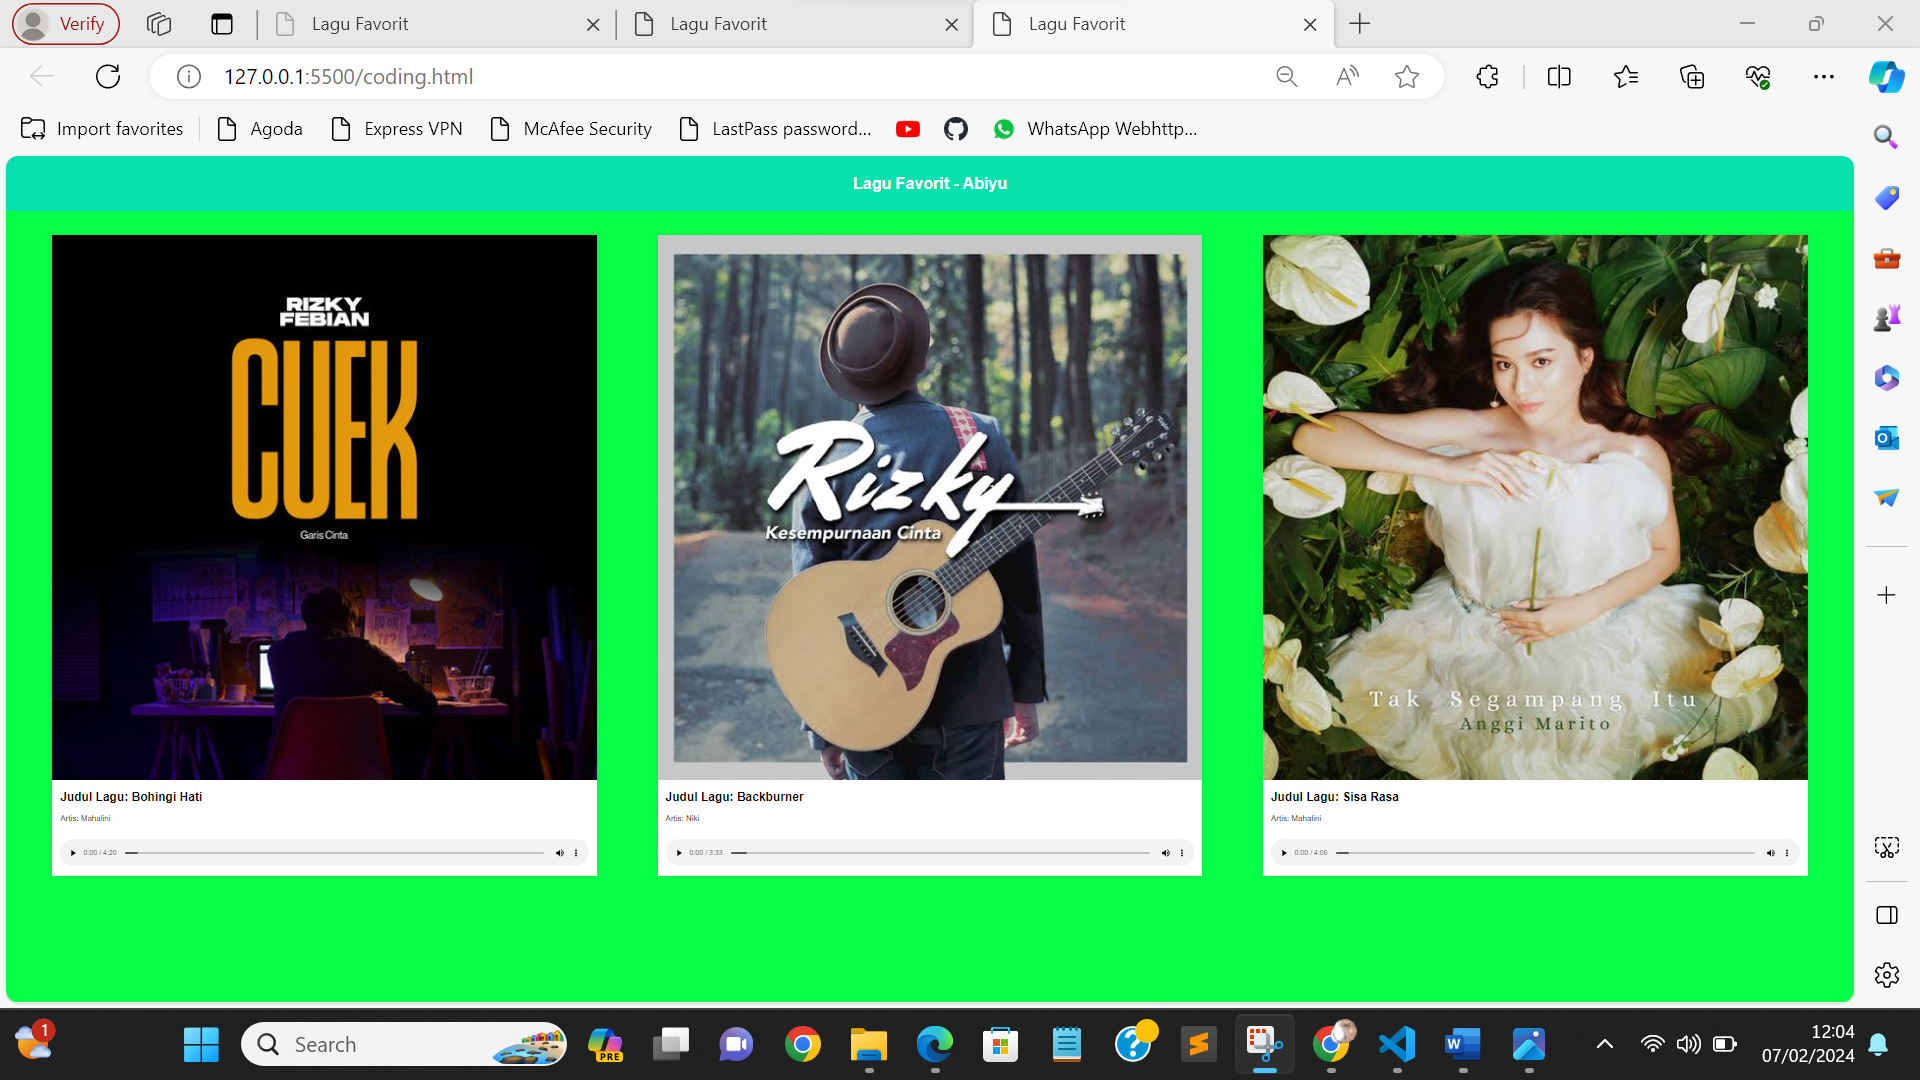 Verify
Lagu Favorit
Lagu Favorit
Lagu Favorit
127.0.0.1:5500/coding.html
Import favorites
Agoda
Express VPN
McAfee Security
LastPass password...
WhatsApp Webhttp...
Lagu Favorit - Abiyu
RIZKY
FEBIAN
CUEK
Garis Cinta
Judul Lagu: Bohingi Hati
Artis: Mahalini
0:00 / 4:20
Rizky
Kesempurnaan Cinta
Judul Lagu: Backburner
Artis: Niki
0:00 / 3:33
Tak Segampang Itu
Anggi Marito
Judul Lagu: Sisa Rasa
Artis: Mahalini
0:00 / 4:06
1
Search
PRE
12:04
07/02/2024